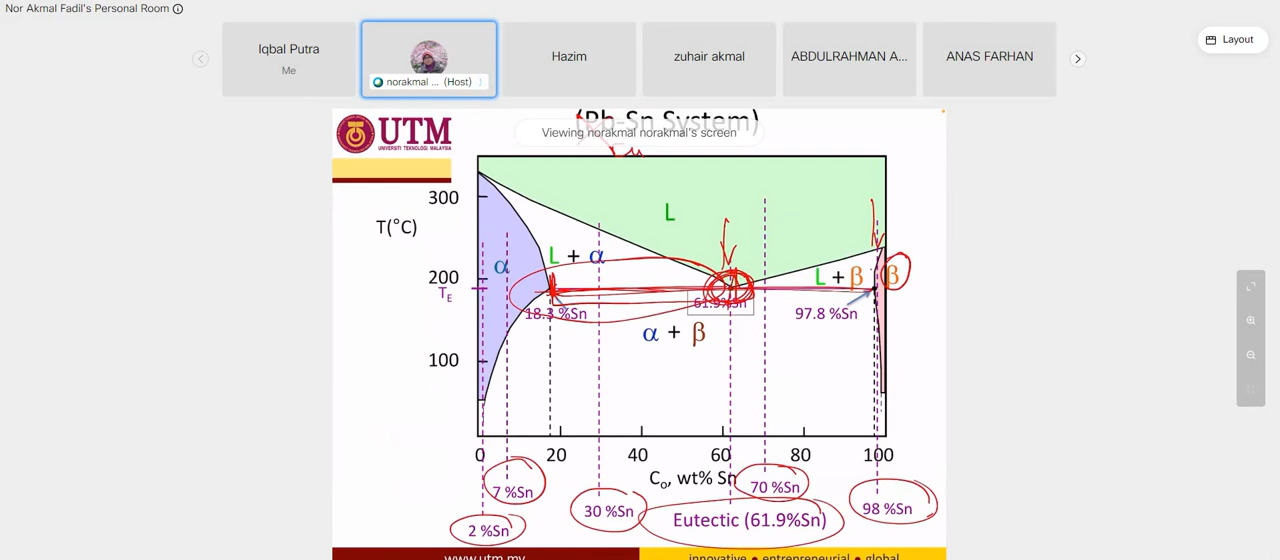 Nor Akmal Fadil's Personal Room
Layout
Iqbal Putra
Me
norakmal ... (Host)
Hazim
zuhair akmal
ABDULRAHMAN A...
ANAS FARHAN
(Pb-Sn System)
Viewing norakmal norakmal's screen
UTM
UNIVERSITI TEKNOLOGI MALAYSIA
300
T(°C)
L
L + α
α
200
L + β
β
TE
18.3 %Sn
61.9%Sn
97.8 %Sn
α + β
100
0 20 40 60 80 100
Co, wt% Sn
7 %Sn
70 %Sn
30 %Sn
98 %Sn
Eutectic (61.9%Sn)
2 %Sn
www.utm.my
innovative ● entrepreneurial ● global